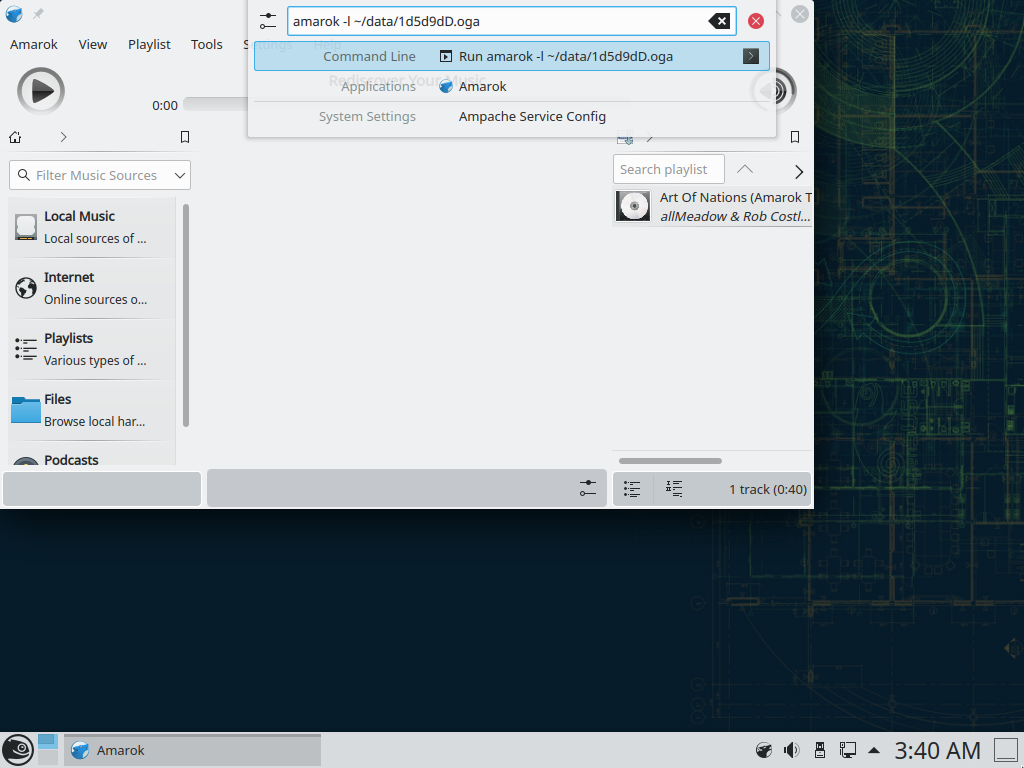 amarok -l ~/data/1d5d9dD.oga
Amarok View Playlist Tools Settings Help
Command Line Run amarok -l ~/data/1d5d9dD.oga
Rediscover Your Music
Applications Amarok
0:00
System Settings Ampache Service Config
Filter Music Sources
Search playlist
Local Music
Local sources of ...
Internet
Online sources o...
Playlists
Various types of ...
Files
Browse local har...
Podcasts
Art Of Nations (Amarok T
allMeadow & Rob Costl...
1 track (0:40)
Amarok
3:40 AM